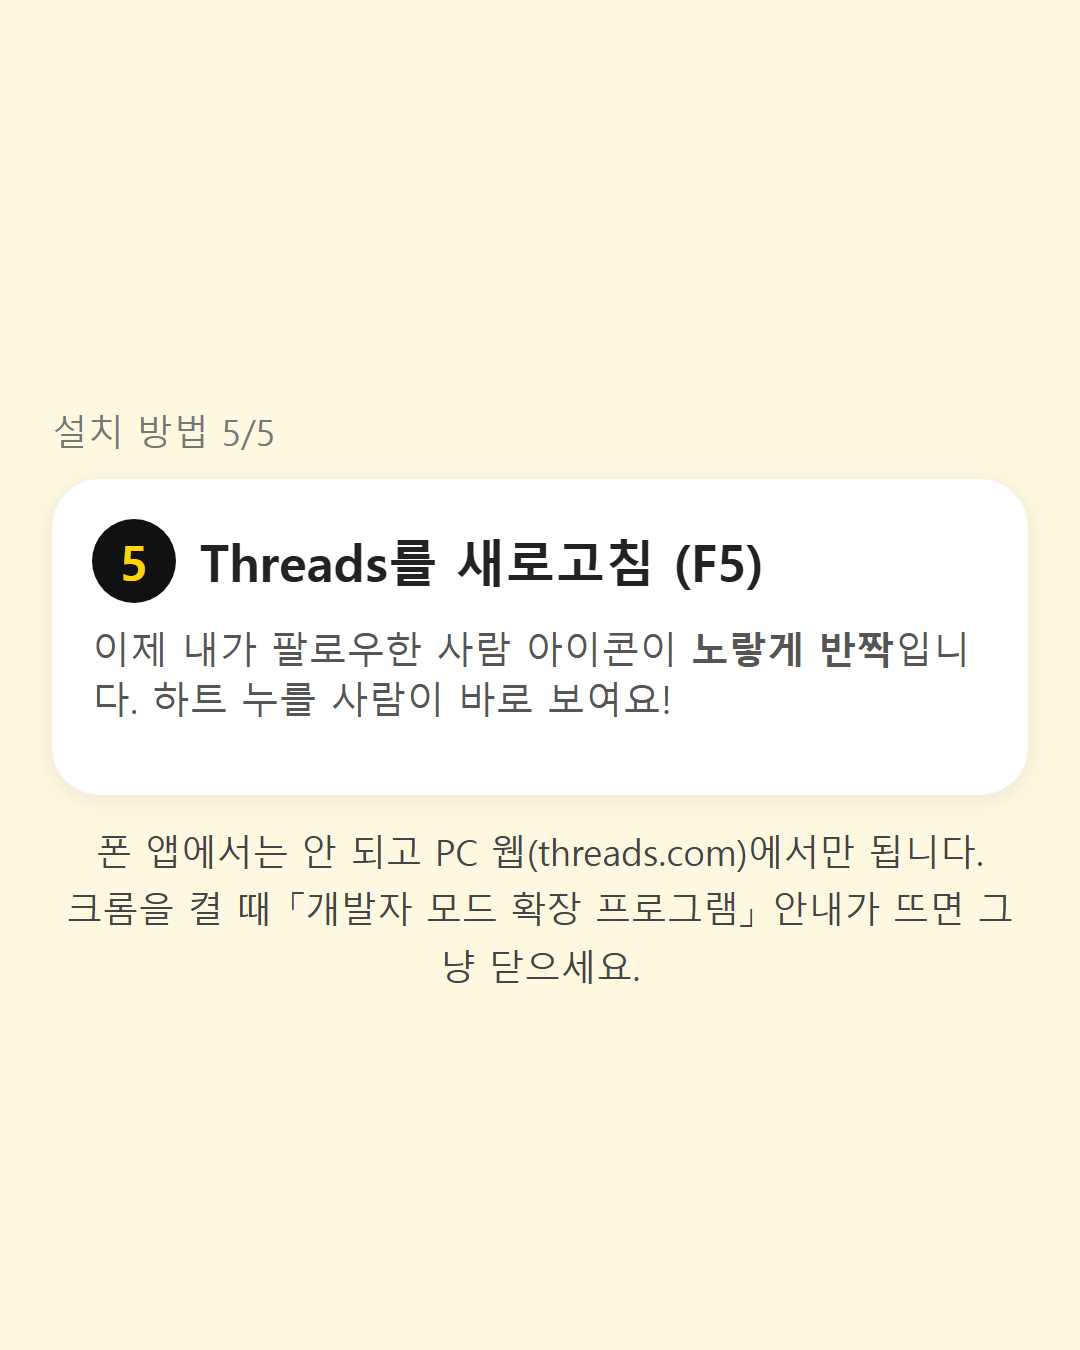 설치 방법 5/5
5 Threads를 새로고침 (F5)
이제 내가 팔로우한 사람 아이콘이 노랗게 반짝입니
다. 하트 누를 사람이 바로 보여요!
폰 앱에서는 안 되고 PC 웹(threads.com)에서만 됩니다.
크롬을 켤 때 「개발자 모드 확장 프로그램」 안내가 뜨면 그
냥 닫으세요.